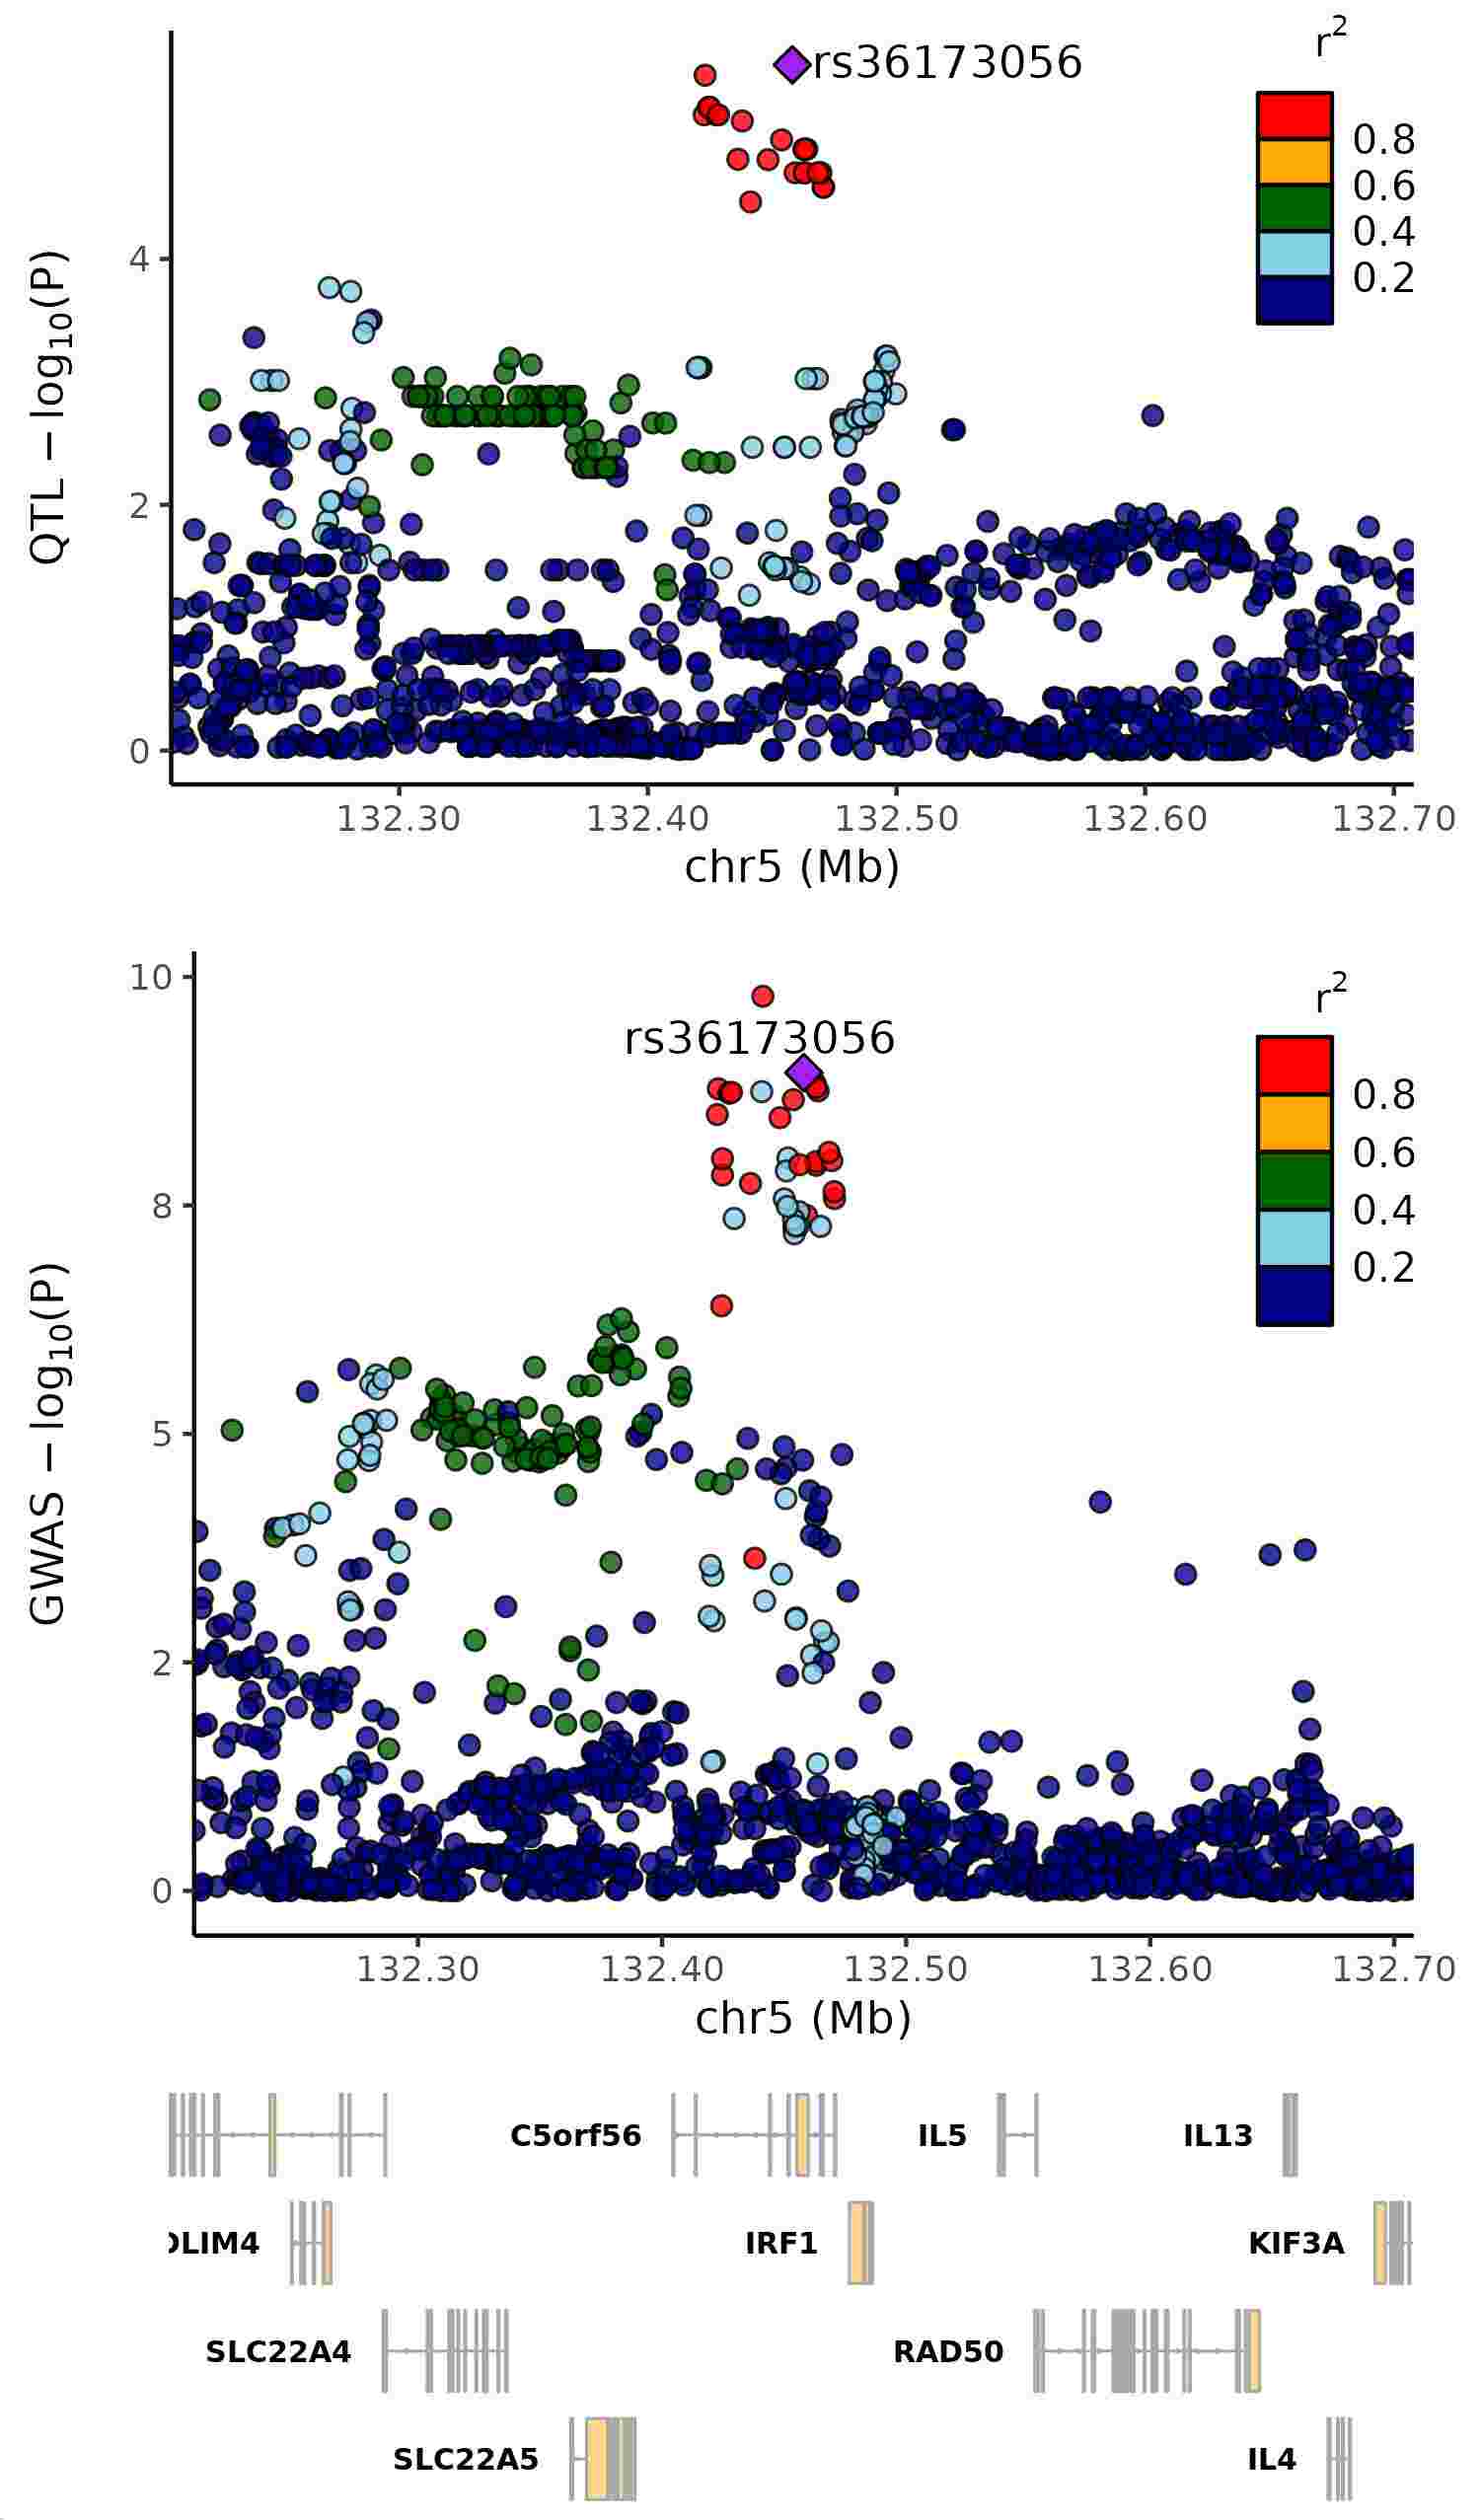 r²
rs36173056
0.8
0.6
0.4
0.2
QTL − log₁₀(P)
4
2
0
132.30 132.40 132.50 132.60 132.70
chr5 (Mb)
r²
rs36173056
0.8
0.6
0.4
0.2
GWAS − log₁₀(P)
10
8
5
2
0
132.30 132.40 132.50 132.60 132.70
chr5 (Mb)
C5orf56 IL5 IL13
DLIM4 IRF1 KIF3A
SLC22A4 RAD50
SLC22A5 IL4